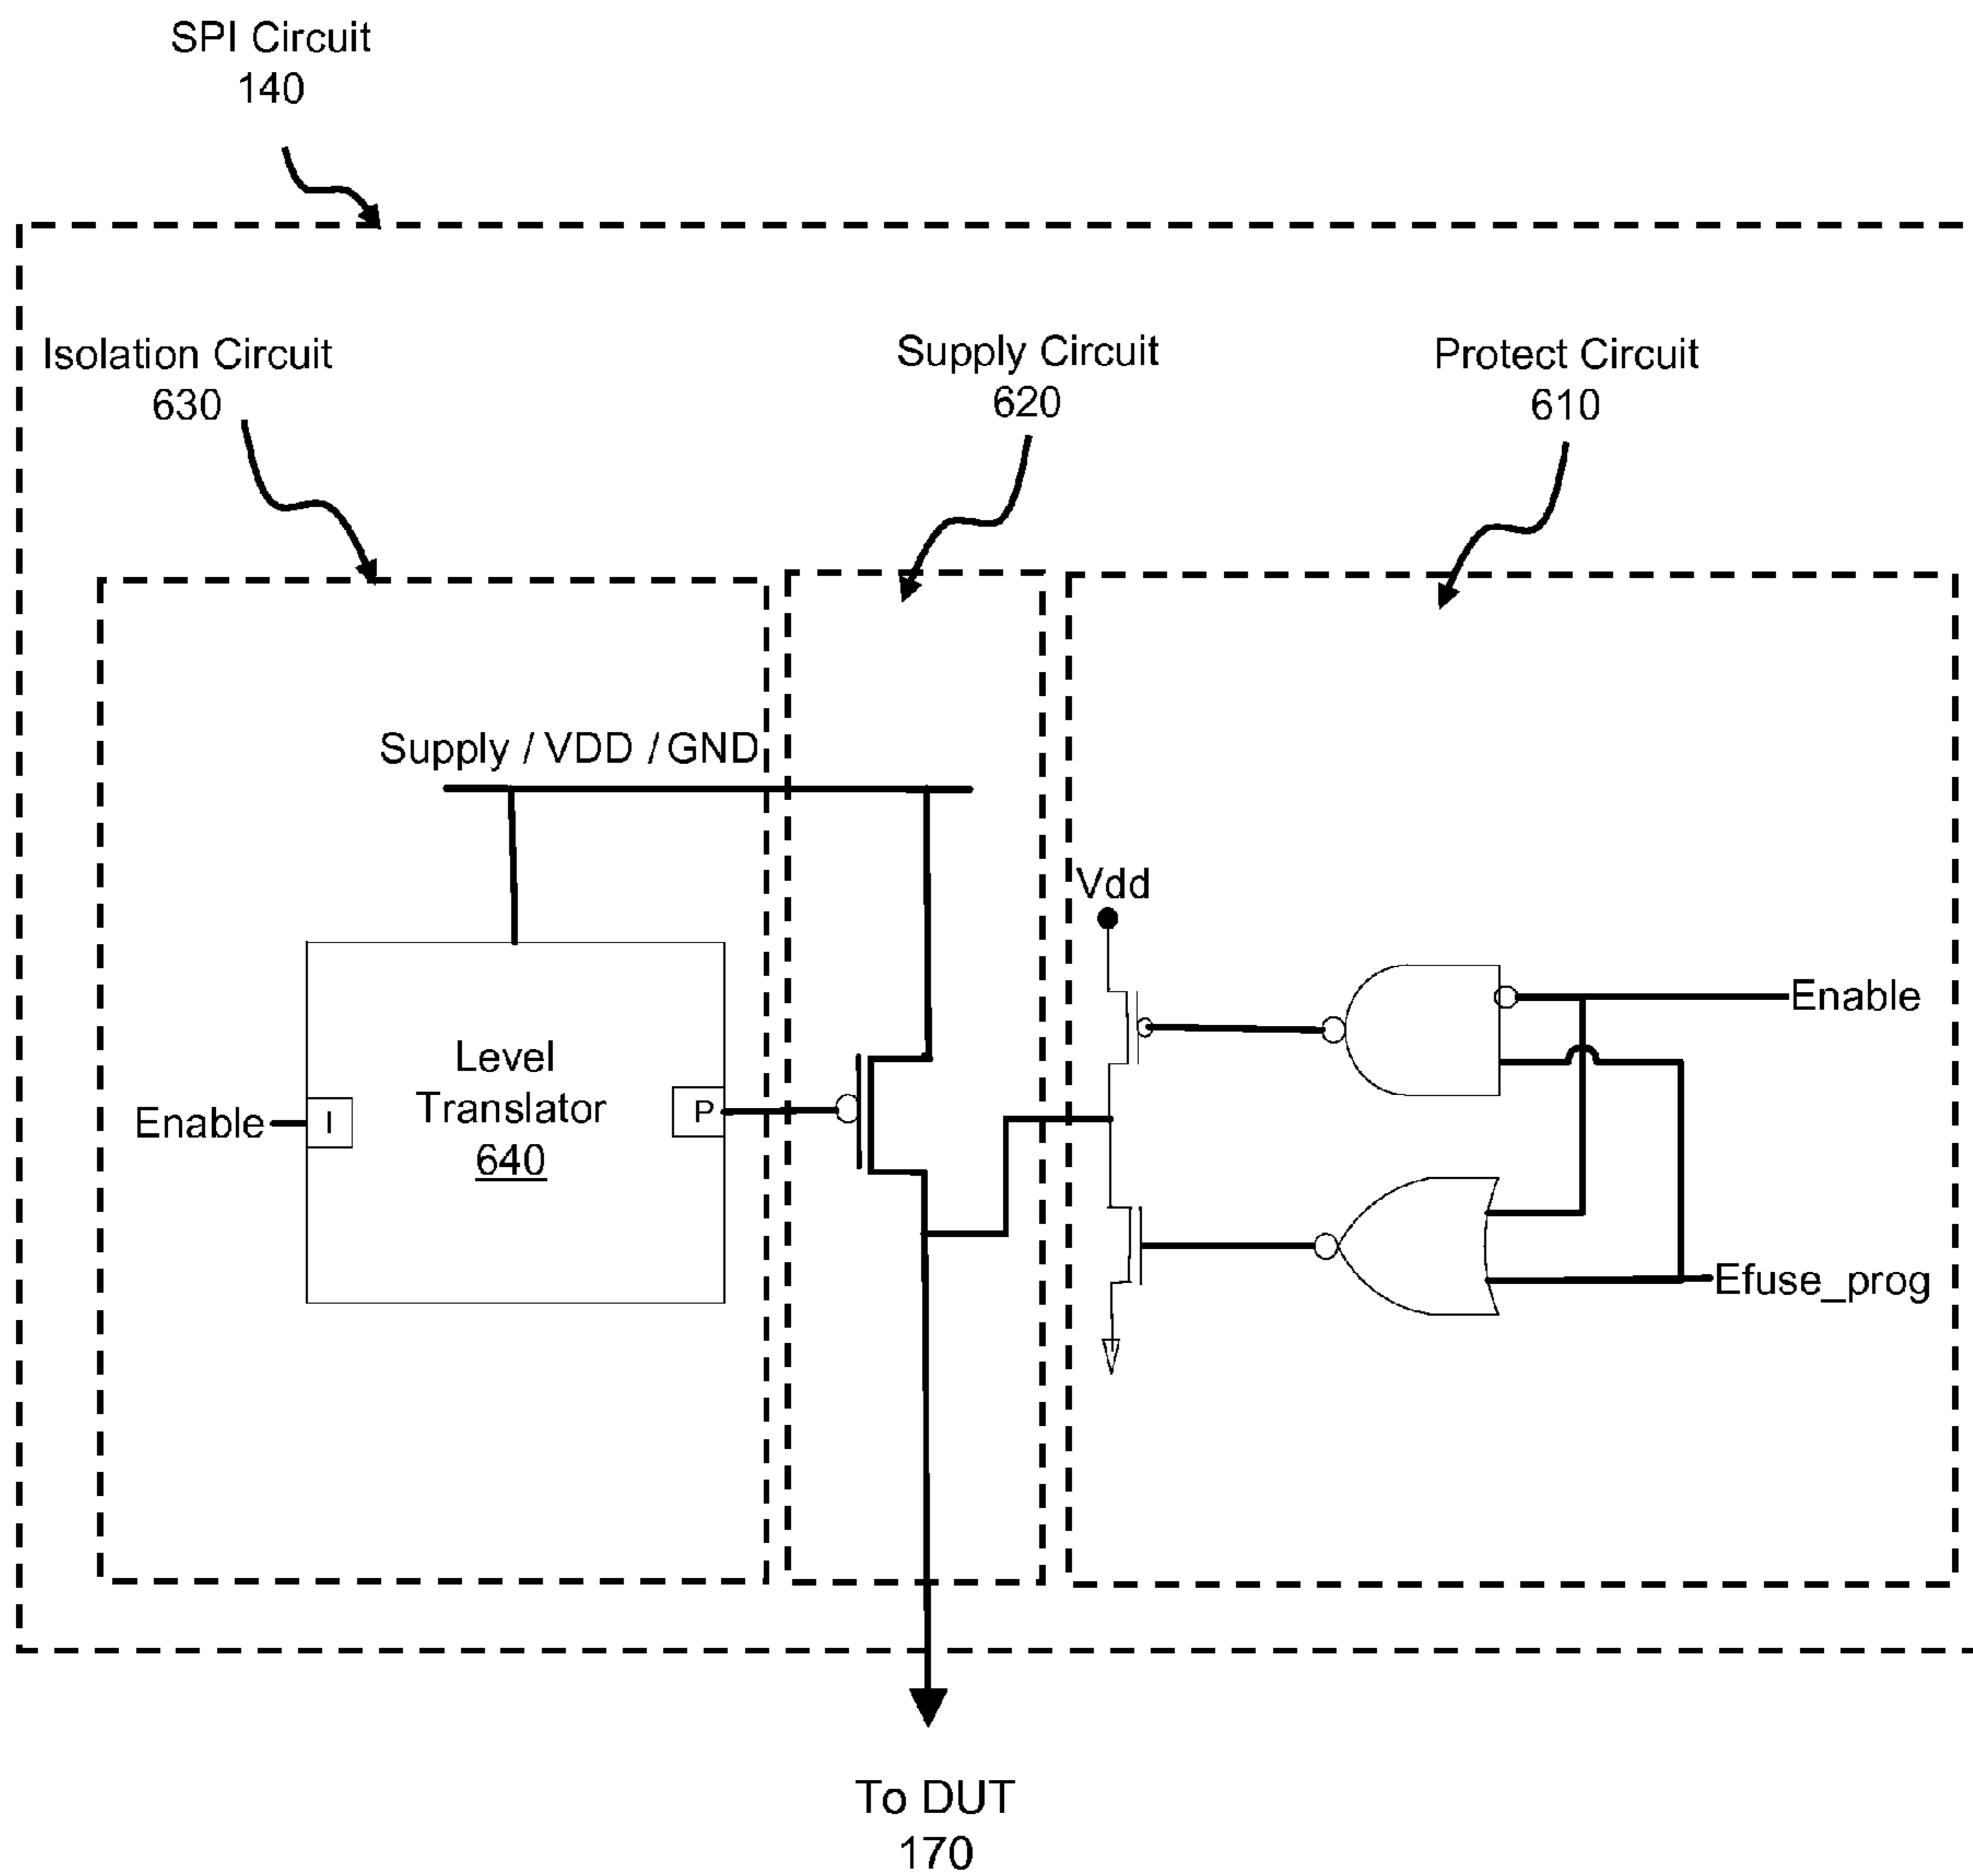 SPI Circuit
140
Isolation Circuit
630
Supply Circuit
620
Protect Circuit
610
Supply / VDD / GND
Vdd
Enable
Level
Translator
640
I
P
Enable
Efuse_prog
To DUT
170